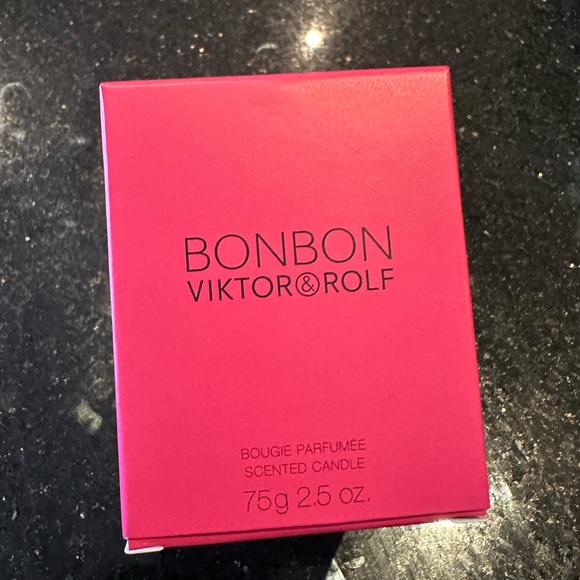 BONBON
VIKTOR&ROLF
BOUGIE PARFUMÉE
SCENTED CANDLE
75g 2.5 oz.